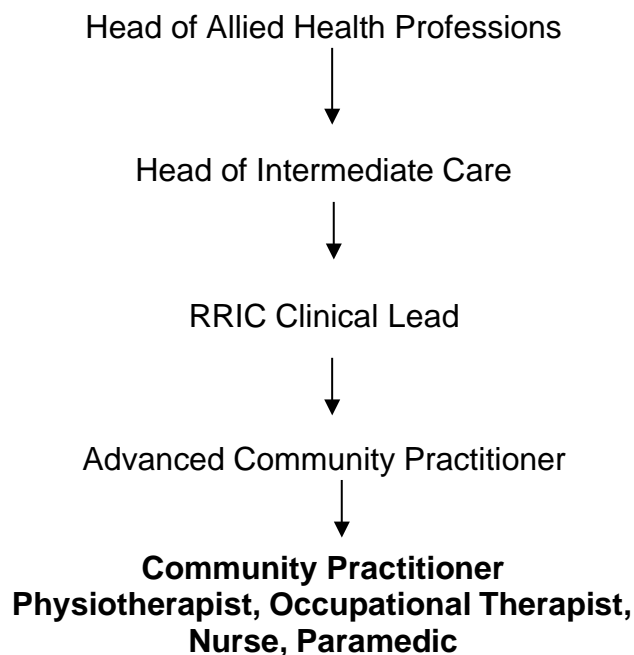 Head of Allied Health Professions
Head of Intermediate Care
RRIC Clinical Lead
Advanced Community Practitioner
Community Practitioner
Physiotherapist, Occupational Therapist,
Nurse, Paramedic